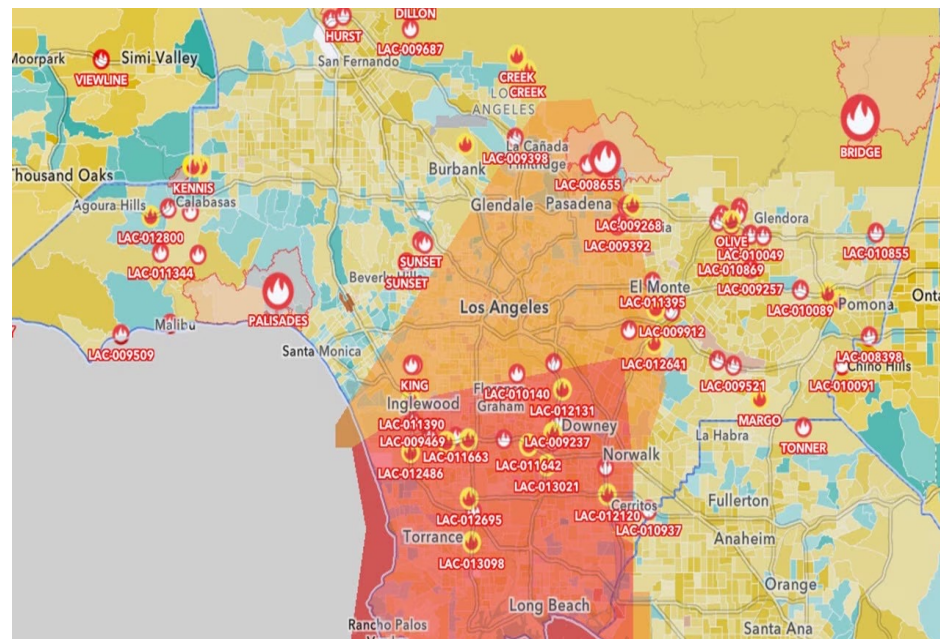 DILLON
HURST
LAC-009687
Moorpark
Simi Valley
San Fernando
VIEWLINE
CREEK
CREEK
LO
ANGELES
BRIDGE
La Cañada
LAC-009398
Burbank
LAC-008655
Thousand Oaks
KENNIS
Calabasas
Agoura Hills
Glendale
Pasadena
Glendora
LAC-009268
LAC-012800
LAC-009392
OLIVE
LAC-010049
LAC-010855
SUNSET
LAC-010869
LAC-011344
SUNSET
El Monte
LAC-009257
LAC-011395
LAC-010089
Pomona
Los Angeles
PALISADES
Malibu
LAC-009912
LAC-009509
Santa Monica
LAC-012641
LAC-008398
Chino Hills
KING
LAC-010140
LAC-009521
LAC-010091
Inglewood
Graham
LAC-012131
MARGO
LAC-011390
Downey
LAC-009469
LAC-009237
La Habra
TONNER
LAC-011663
Norwalk
LAC-012486
LAC-011642
LAC-013021
Fullerton
Cerritos
LAC-012695
LAC-012120
LAC-010937
Torrance
Anaheim
LAC-013098
Orange
Long Beach
Rancho Palos
Santa Ana